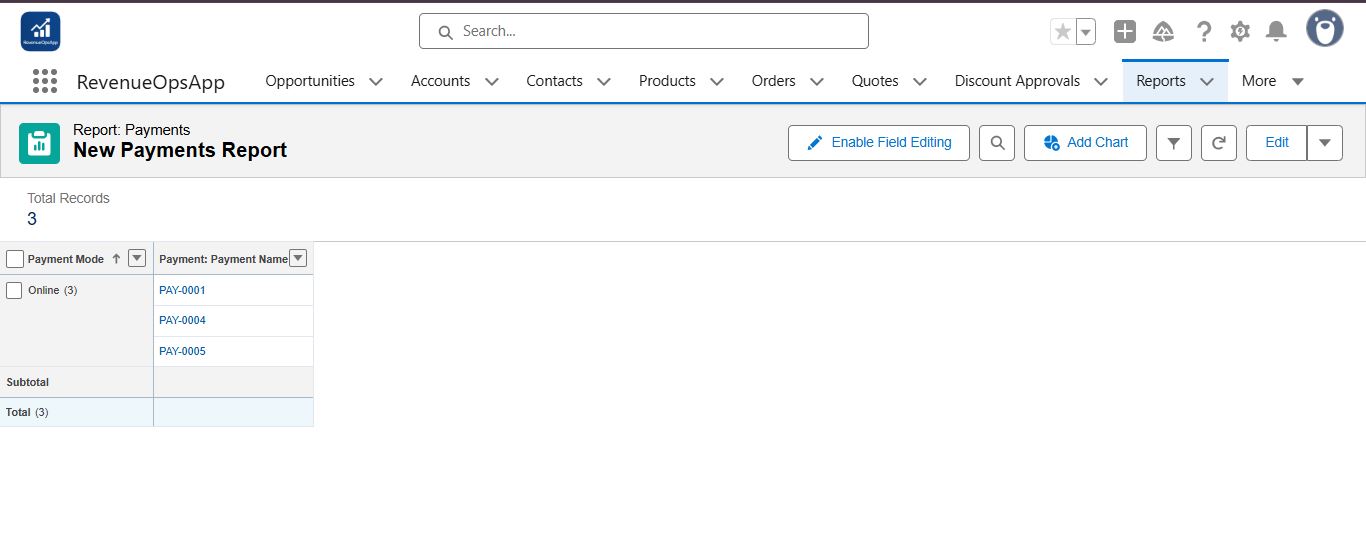 RevenueOpsApp
Search...
RevenueOpsApp
Opportunities
Accounts
Contacts
Products
Orders
Quotes
Discount Approvals
Reports
More
Report: Payments
New Payments Report
Enable Field Editing
Add Chart
Edit
Total Records
3
Payment Mode ↑
Payment: Payment Name
Online (3)
PAY-0001
PAY-0004
PAY-0005
Subtotal
Total (3)